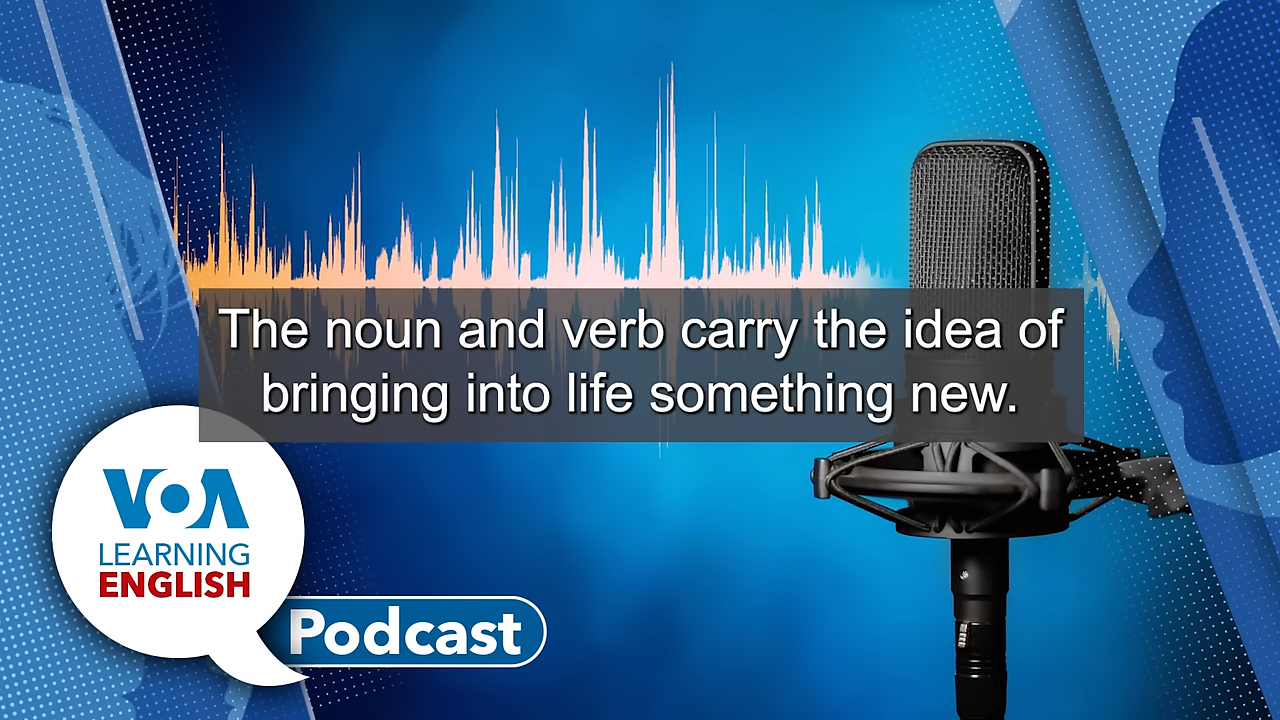 The noun and verb carry the idea of
bringing into life something new.
VOA
LEARNING
ENGLISH
Podcast